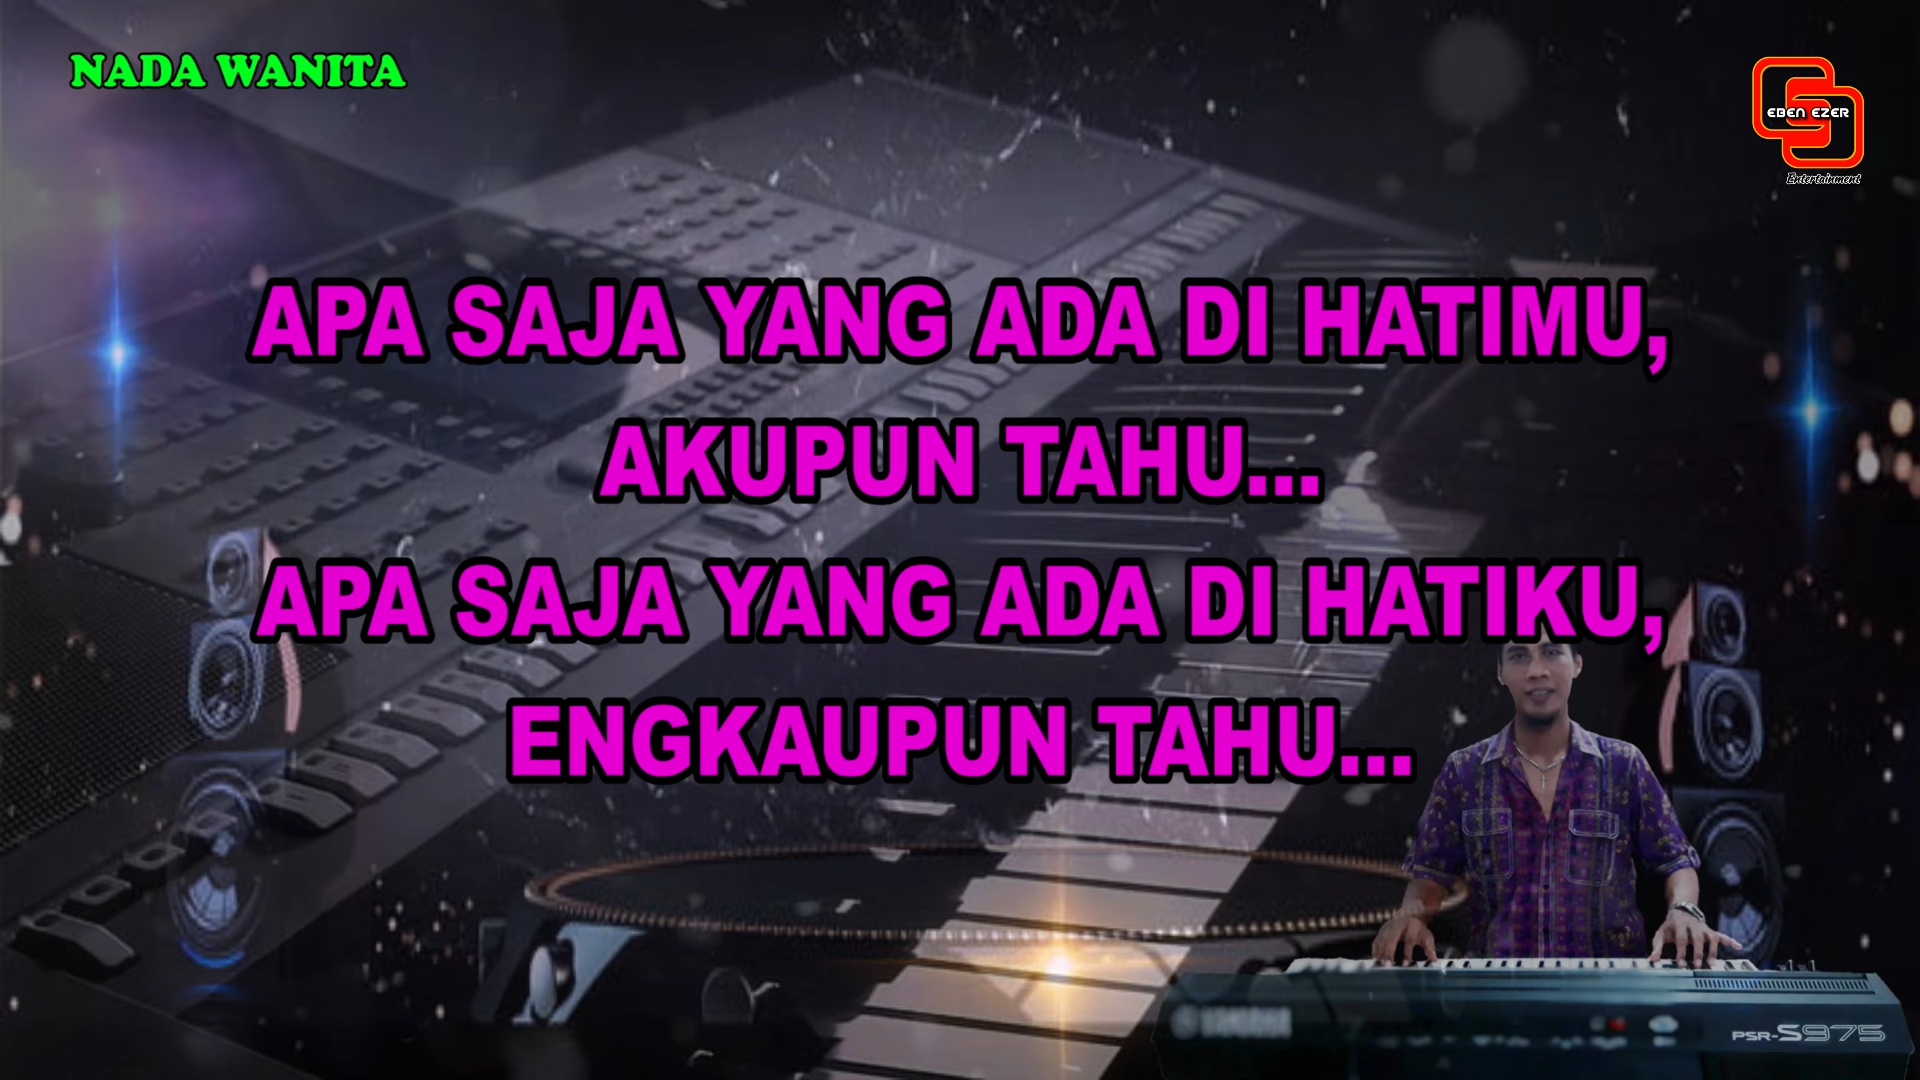 NADA WANITA
EBEN EZER
Entertainment
APA SAJA YANG ADA DI HATIMU,
AKUPUN TAHU...
APA SAJA YANG ADA DI HATIKU,
ENGKAUPUN TAHU...
PSR-S975